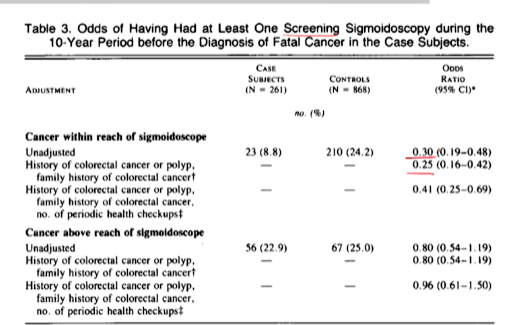 Table 3. Odds of Having Had at Least One Screening Sigmoidoscopy during the
10-Year Period before the Diagnosis of Fatal Cancer in the Case Subjects.
ADJUSTMENT CASE SUBJECTS (N = 261) CONTROLS (N = 868) ODDS RATIO (95% CI)*
no. (%)
Cancer within reach of sigmoidoscope
Unadjusted 23 (8.8) 210 (24.2) 0.30 (0.19–0.48)
History of colorectal cancer or polyp, — — 0.25 (0.16–0.42)
family history of colorectal cancer†
History of colorectal cancer or polyp, — — 0.41 (0.25–0.69)
family history of colorectal cancer,
no. of periodic health checkups‡
Cancer above reach of sigmoidoscope
Unadjusted 56 (22.9) 67 (25.0) 0.80 (0.54–1.19)
History of colorectal cancer or polyp, — — 0.80 (0.54–1.19)
family history of colorectal cancer†
History of colorectal cancer or polyp, — — 0.96 (0.61–1.50)
family history of colorectal cancer,
no. of periodic health checkups‡